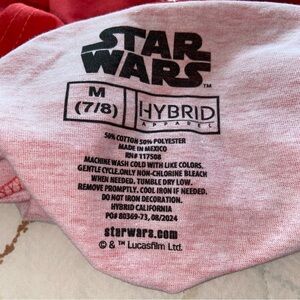 STAR
WARS
M
(7/8)
HYBRID
APPAREL
50% COTTON 50% POLYESTER
MADE IN MEXICO
RN# 117508
MACHINE WASH COLD WITH LIKE COLORS.
GENTLE CYCLE.ONLY NON-CHLORINE BLEACH
WHEN NEEDED. TUMBLE DRY LOW.
REMOVE PROMPTLY. COOL IRON IF NEEDED.
DO NOT IRON DECORATION.
HYBRID CALIFORNIA
PO# 80369-73, 08/2024
starwars.com
© & ™ Lucasfilm Ltd.